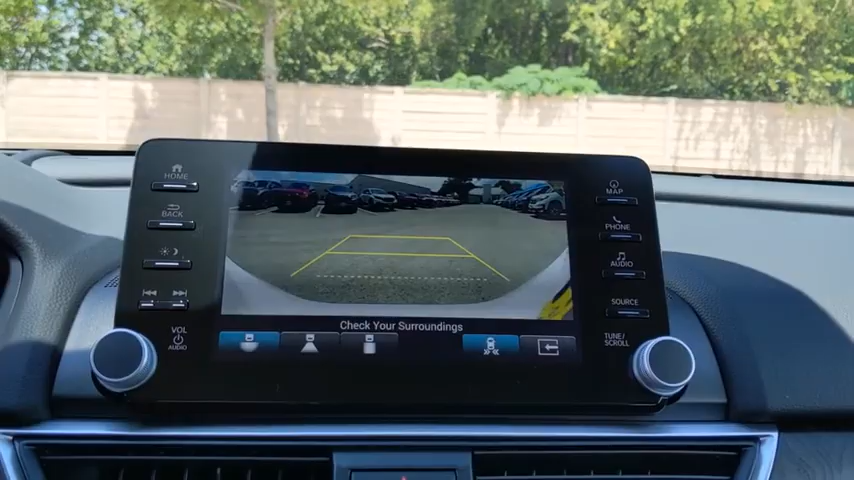 HOME
BACK
VOL
AUDIO
Check Your Surroundings
MAP
PHONE
AUDIO
SOURCE
TUNE/
SCROLL